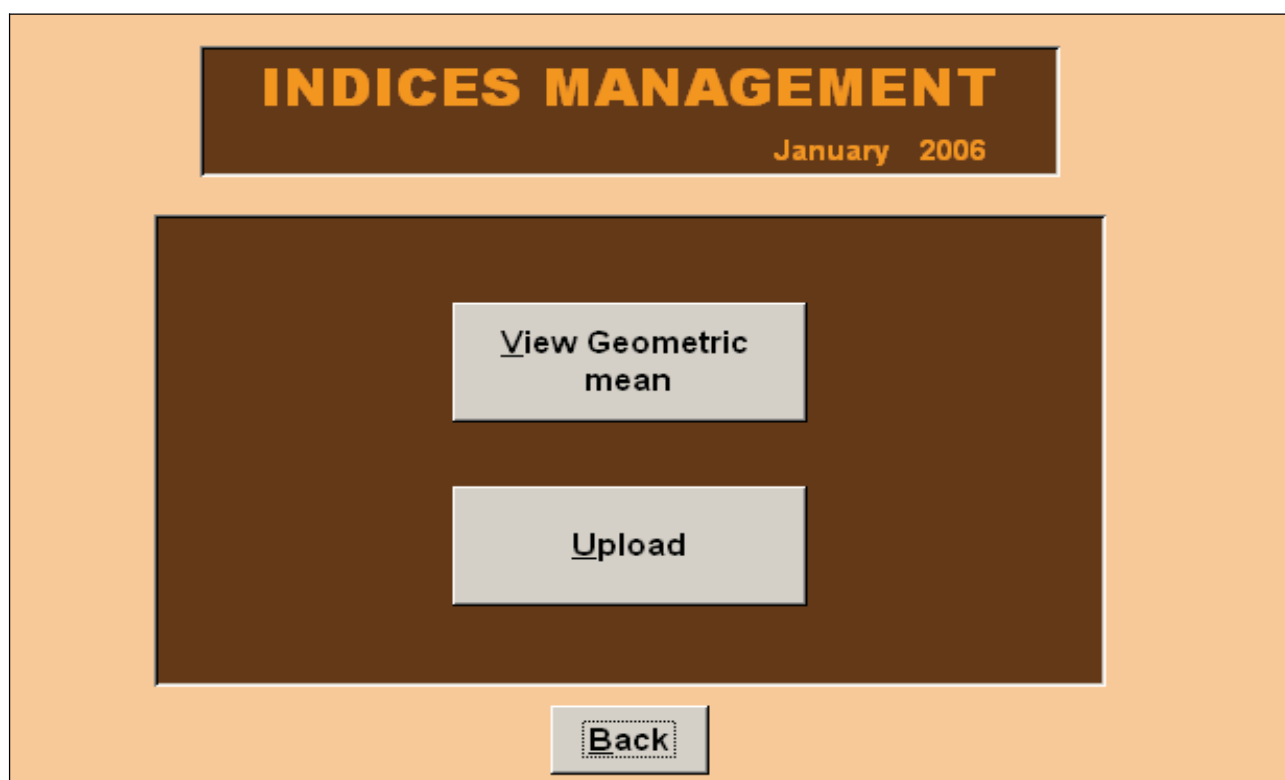 INDICES MANAGEMENT
January 2006
View Geometric
mean
Upload
Back